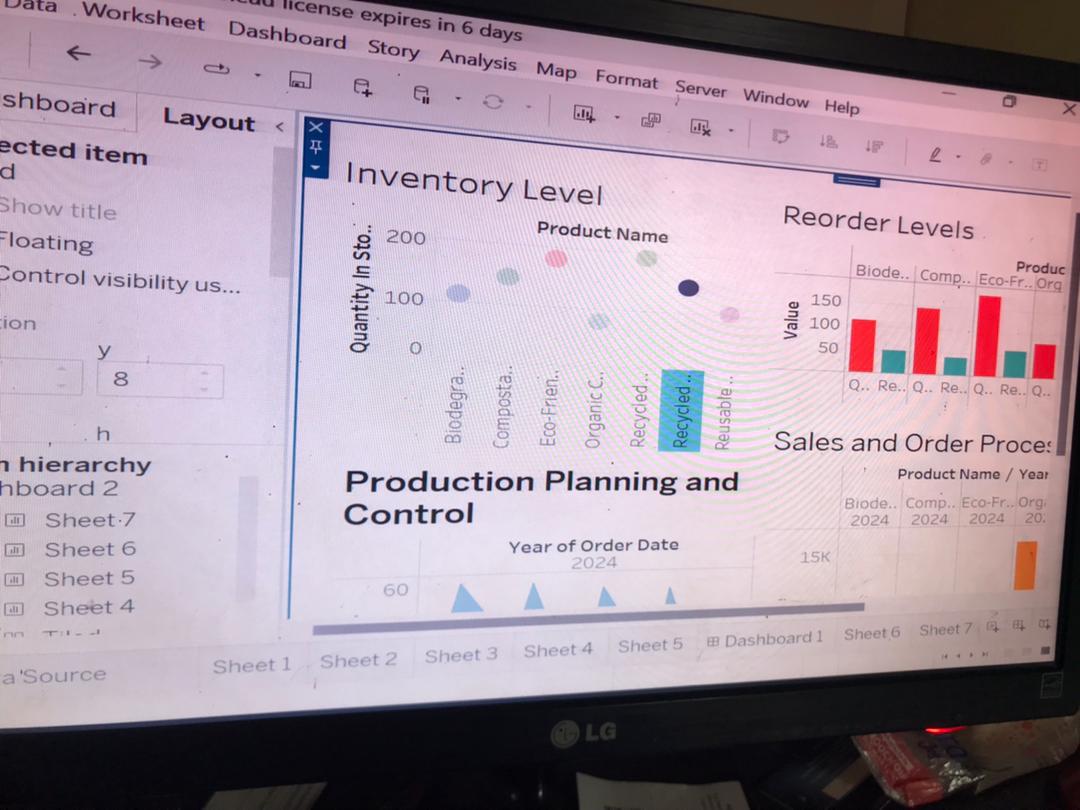 license expires in 6 days
Data Worksheet Dashboard Story Analysis Map Format Server Window Help
shboard Layout <
ected item
d
Show title
Floating
Control visibility us...
ion
y
8
h
hierarchy
hboard 2
Sheet 7
Sheet 6
Sheet 5
Sheet 4
Inventory Level
Product Name
Quantity In Sto..
200
100
0
Biodegra..
Composta..
Eco-Frien..
Organic C..
Recycled ..
Recycled ..
Reusable ..
Reorder Levels
Produc
Biode.. Comp.. Eco-Fr.. Org
Value
150
100
50
Q.. Re.. Q.. Re.. Q.. Re.. Q..
Production Planning and
Control
Year of Order Date
2024
60
Sales and Order Proces
Product Name / Year
Biode.. Comp.. Eco-Fr.. Org.
2024 2024 2024 20.
15K
a Source Sheet 1 Sheet 2 Sheet 3 Sheet 4 Sheet 5 Dashboard 1 Sheet 6 Sheet 7
LG